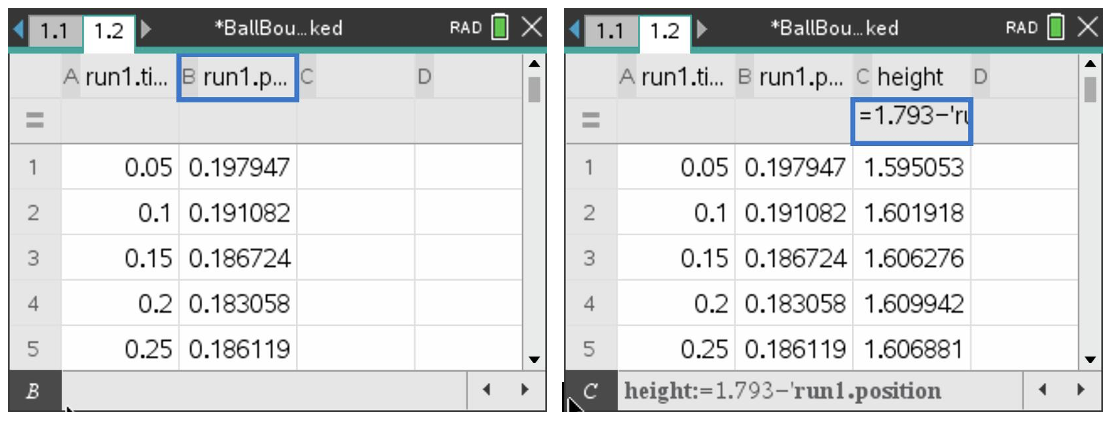 1.1 1.2 *BallBou...ked RAD
A run1.ti... B run1.p... C D
=
1 0.05 0.197947
2 0.1 0.191082
3 0.15 0.186724
4 0.2 0.183058
5 0.25 0.186119
B
1.1 1.2 *BallBou...ked RAD
A run1.ti... B run1.p... C height D
= =1.793−'ru
1 0.05 0.197947 1.595053
2 0.1 0.191082 1.601918
3 0.15 0.186724 1.606276
4 0.2 0.183058 1.609942
5 0.25 0.186119 1.606881
C height:=1.793−'run1.position